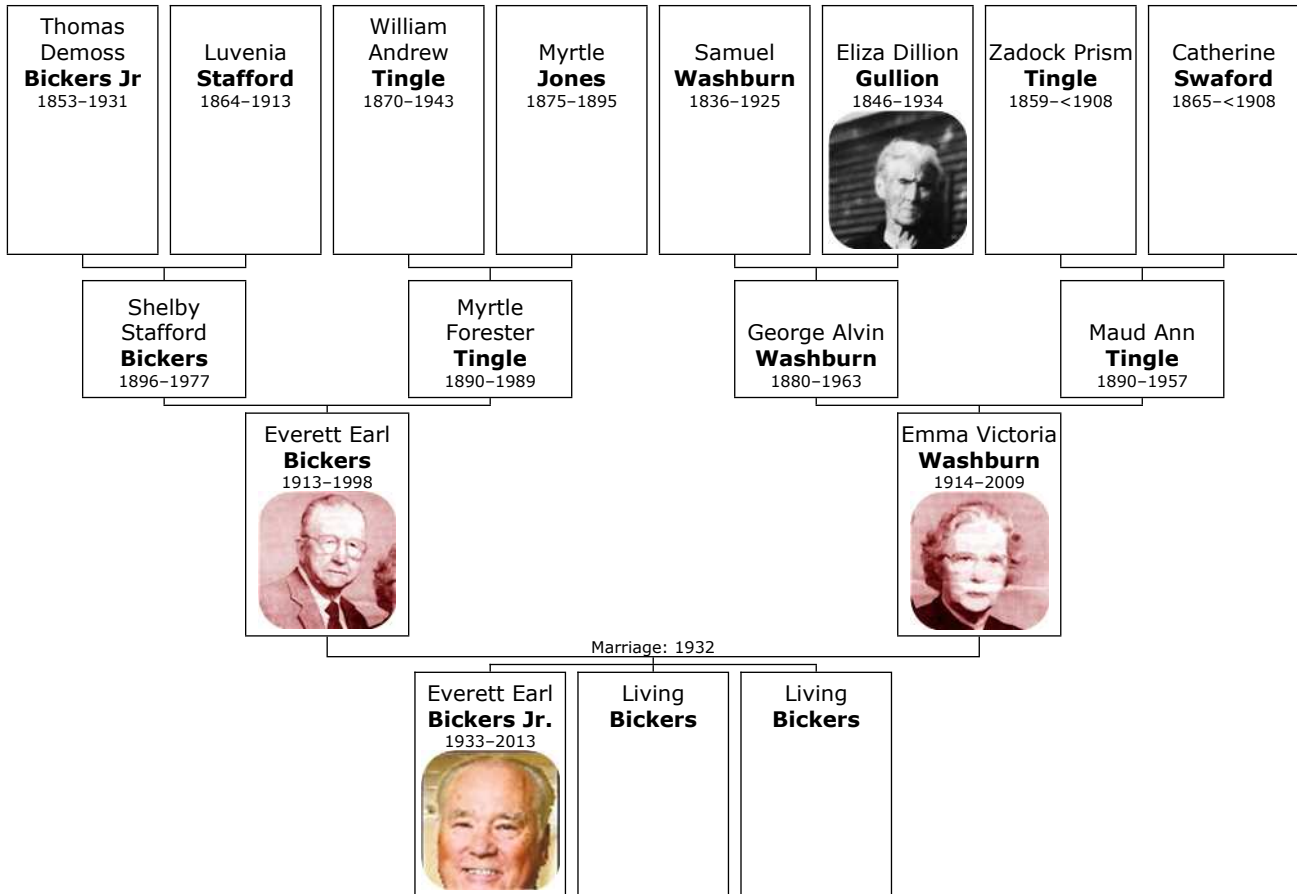 Thomas
Demoss
Bickers Jr
1853–1931
Luvenia
Stafford
1864–1913
William
Andrew
Tingle
1870–1943
Myrtle
Jones
1875–1895
Samuel
Washburn
1836–1925
Eliza Dillion
Gullion
1846–1934
Zadock Prism
Tingle
1859–<1908
Catherine
Swaford
1865–<1908
Shelby
Stafford
Bickers
1896–1977
Myrtle
Forester
Tingle
1890–1989
George Alvin
Washburn
1880–1963
Maud Ann
Tingle
1890–1957
Everett Earl
Bickers
1913–1998
Emma Victoria
Washburn
1914–2009
Marriage: 1932
Everett Earl
Bickers Jr.
1933–2013
Living
Bickers
Living
Bickers